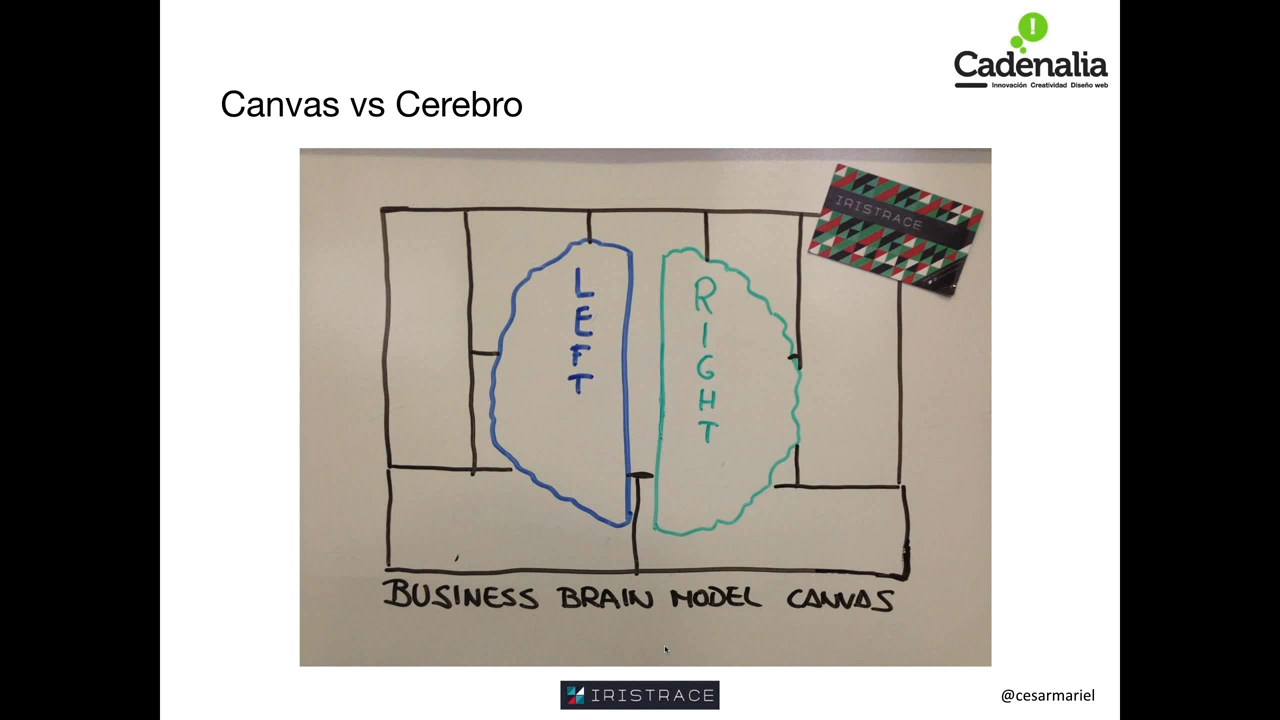 !
Cadenalia
Innovación Creatividad Diseño web
Canvas vs Cerebro
IRISTRACE
LEFT
RIGHT
BUSINESS BRAIN MODEL CANVAS
IRISTRACE
@cesarmariel